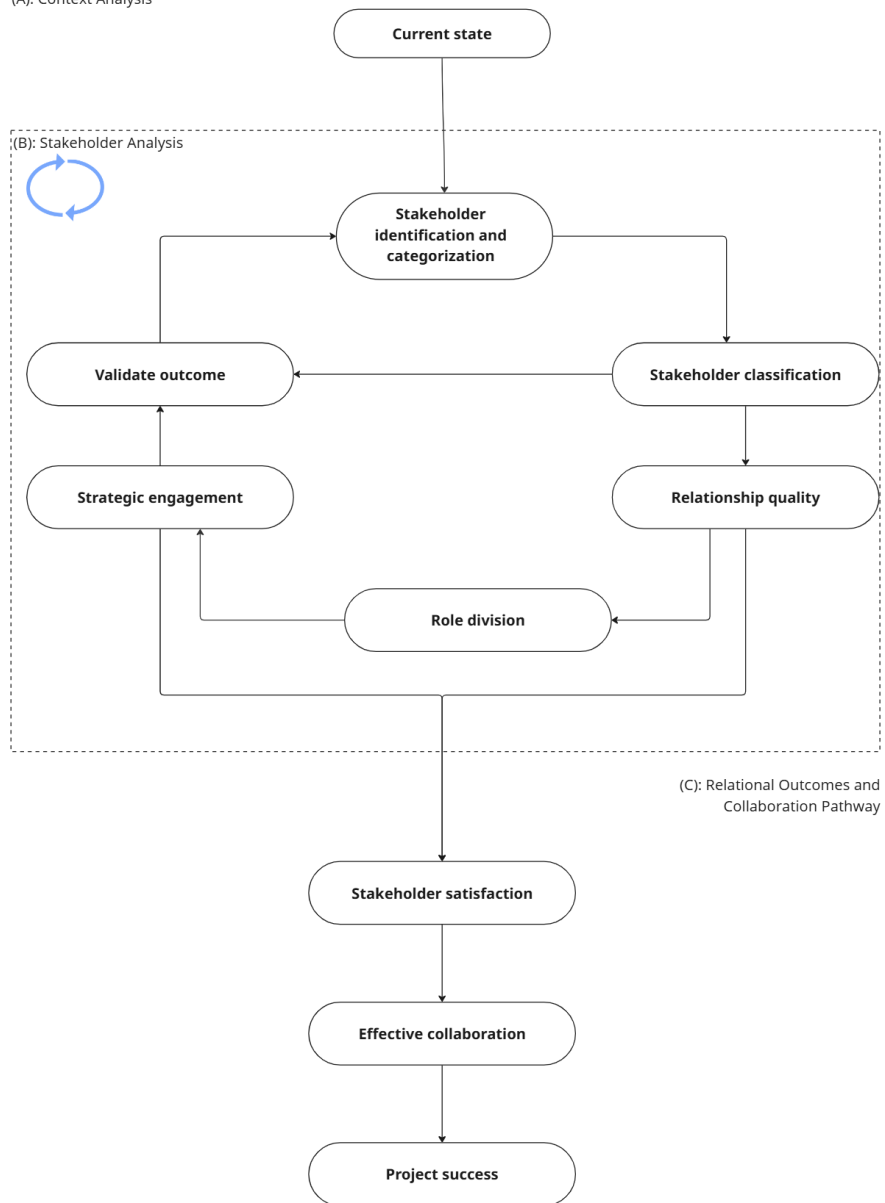 (A): Context Analysis
Current state
(B): Stakeholder Analysis
Stakeholder
identification and
categorization
Validate outcome
Stakeholder classification
Strategic engagement
Relationship quality
Role division
(C): Relational Outcomes and
Collaboration Pathway
Stakeholder satisfaction
Effective collaboration
Project success